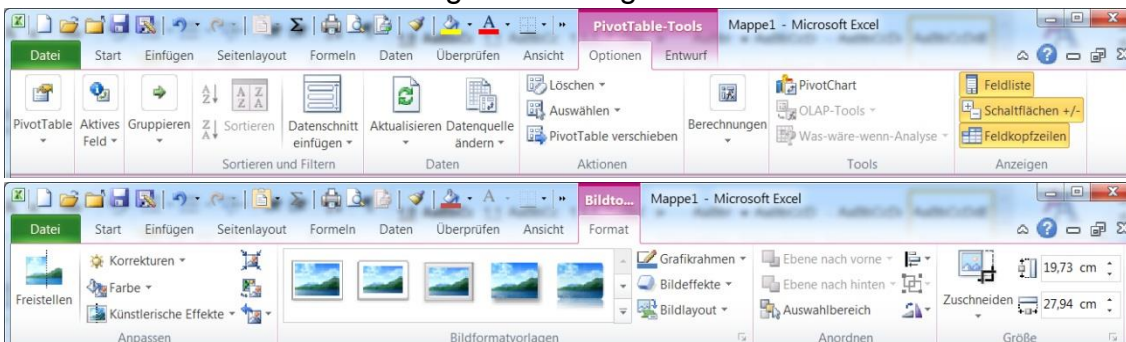 PivotTable-Tools Mappe1 - Microsoft Excel
Datei Start Einfügen Seitenlayout Formeln Daten Überprüfen Ansicht Optionen Entwurf
PivotTable Aktives Feld Gruppieren Sortieren Datenschnitt einfügen Aktualisieren Datenquelle ändern Löschen Auswählen PivotTable verschieben Berechnungen PivotChart OLAP-Tools Was-wäre-wenn-Analyse Feldliste Schaltflächen +/- Feldkopfzeilen
Sortieren und Filtern Daten Aktionen Tools Anzeigen
Bildto... Mappe1 - Microsoft Excel
Datei Start Einfügen Seitenlayout Formeln Daten Überprüfen Ansicht Format
Freistellen Korrekturen Farbe Künstlerische Effekte Grafikrahmen Bildeffekte Bildlayout Ebene nach vorne Ebene nach hinten Auswahlbereich Zuschneiden 19,73 cm 27,94 cm
Anpassen Bildformatvorlagen Anordnen Größe